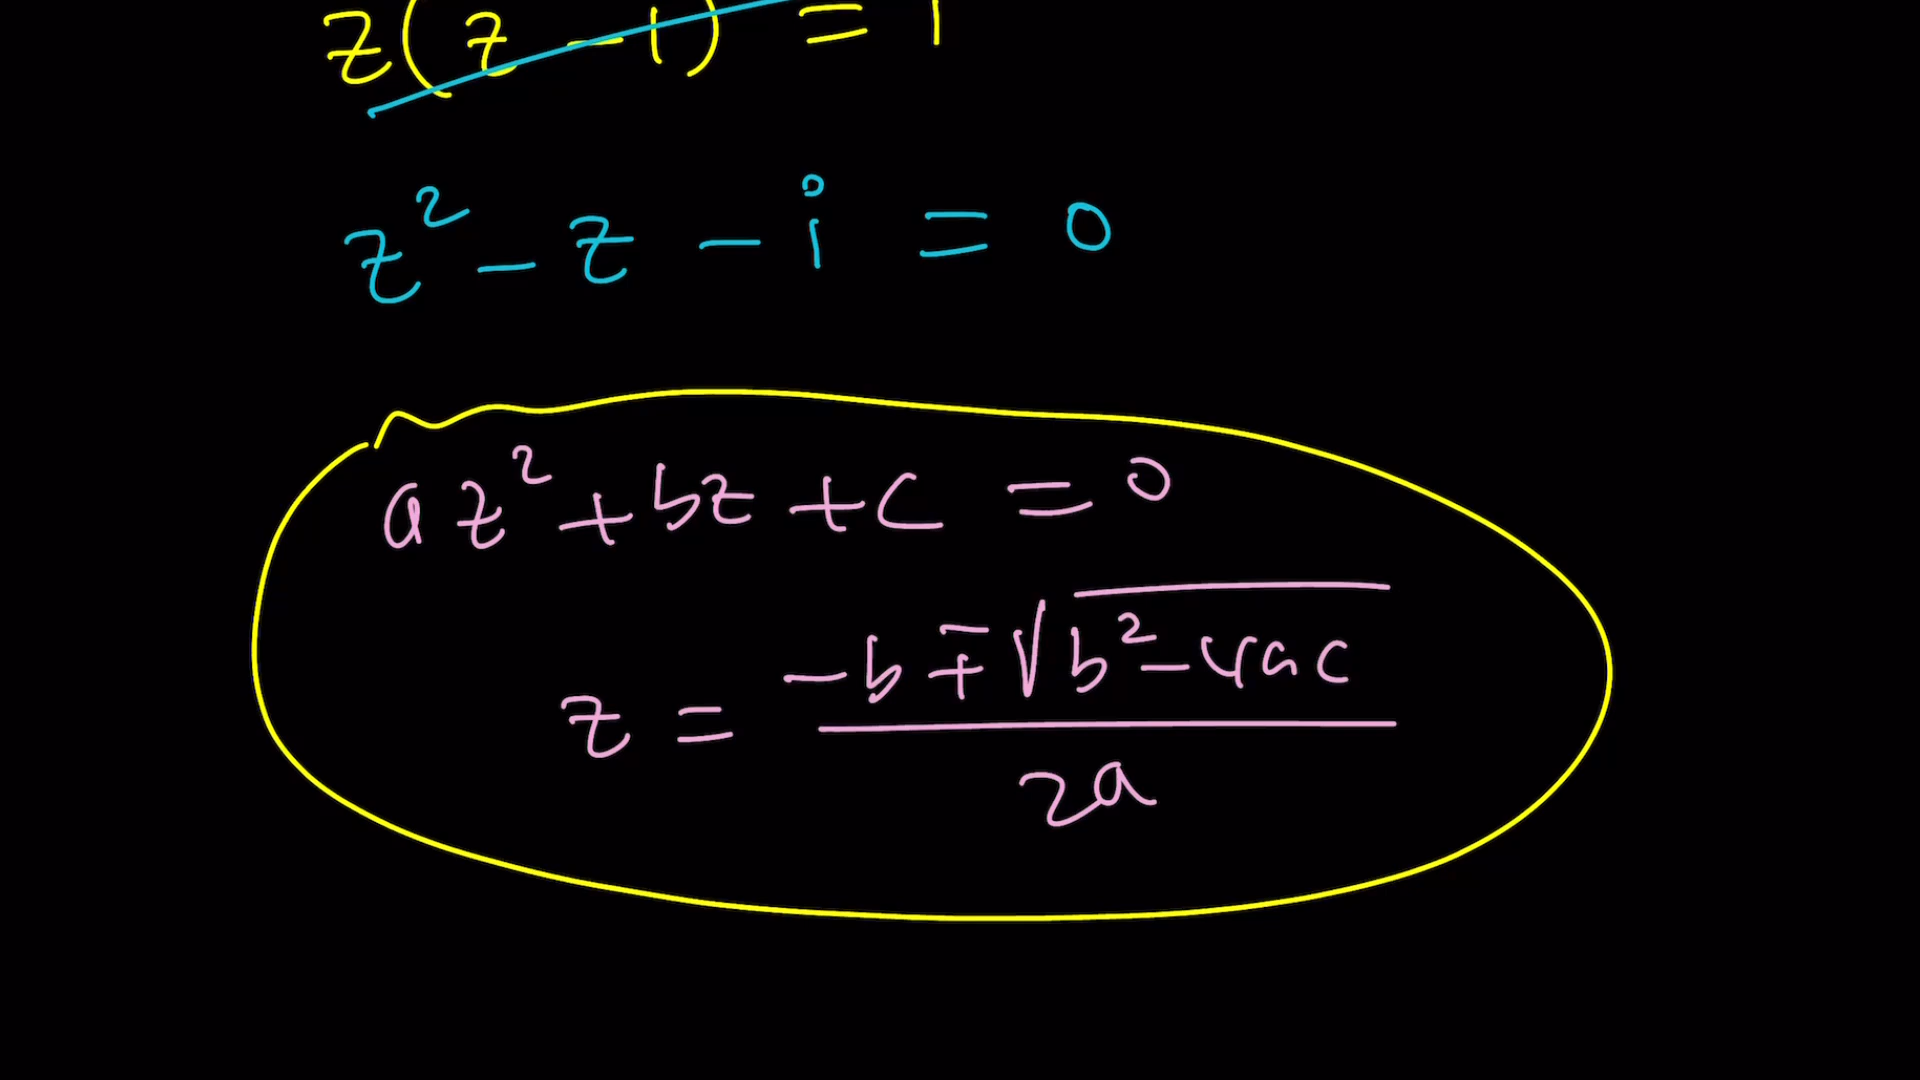 z(z - 1) = i
z² - z - i = 0
az² + bz + c = 0
z = (-b ∓ √(b² - 4ac)) / 2a